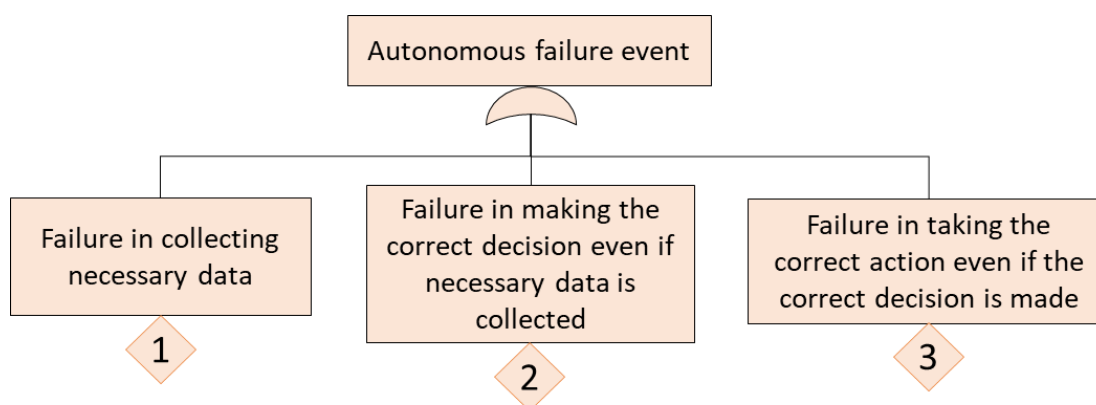 Autonomous failure event
Failure in collecting
necessary data
1
Failure in making the
correct decision even if
necessary data is
collected
2
Failure in taking the
correct action even if the
correct decision is made
3